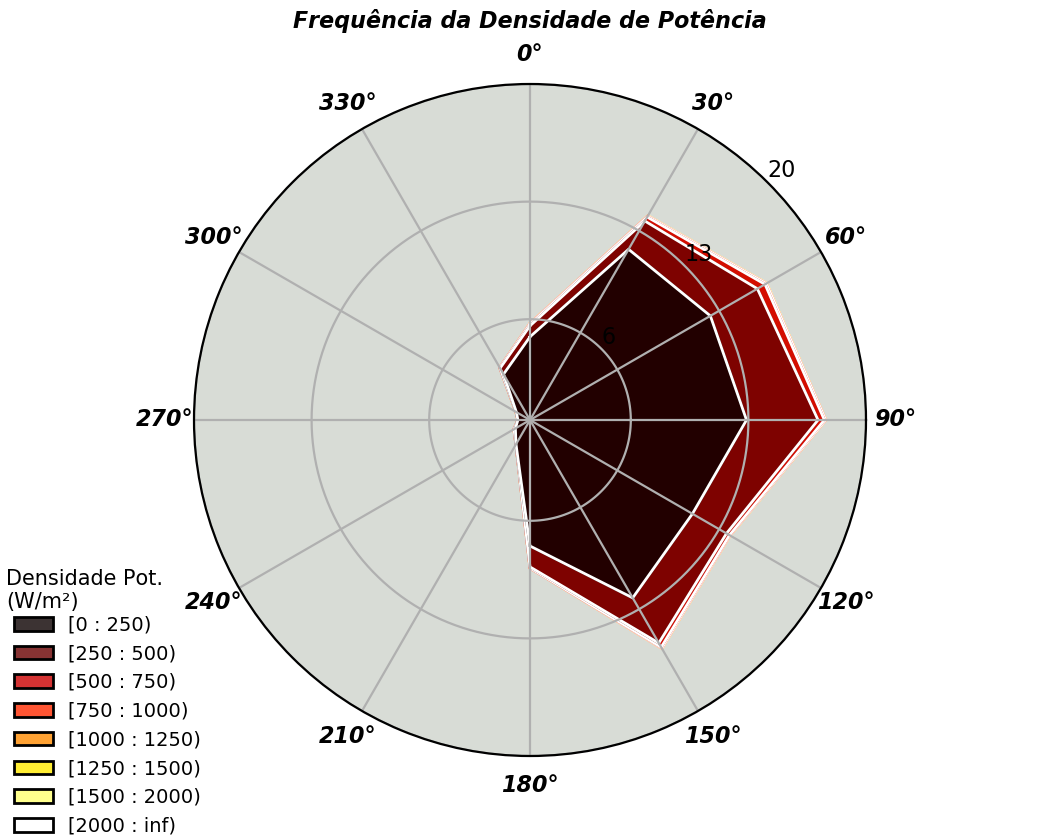 Frequência da Densidade de Potência
0°
330°
30°
20
300°
60°
13
6
270°
90°
240°
120°
210°
150°
180°
Densidade Pot.
(W/m²)
[0 : 250)
[250 : 500)
[500 : 750)
[750 : 1000)
[1000 : 1250)
[1250 : 1500)
[1500 : 2000)
[2000 : inf)